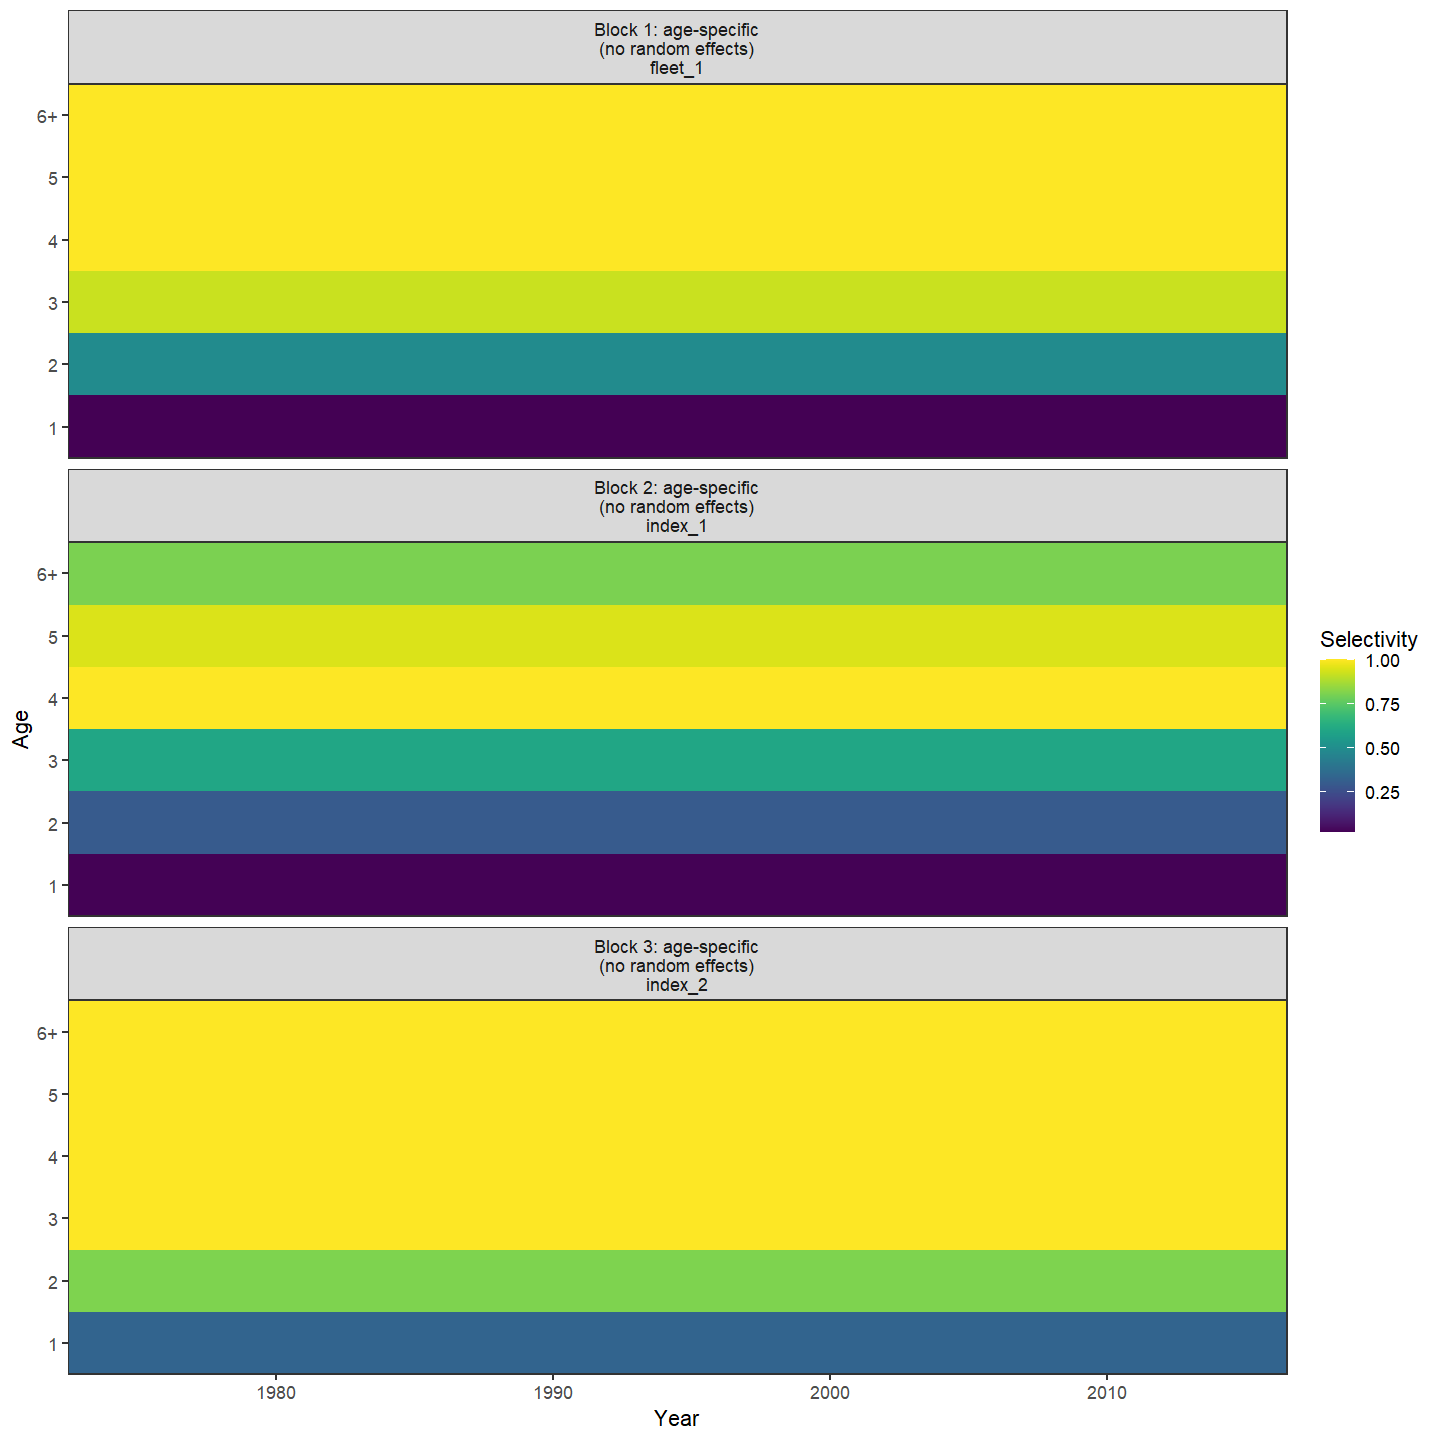 Block 1: age-specific
(no random effects)
fleet_1
6+
5
4
3
2
1
Block 2: age-specific
(no random effects)
index_1
6+
5
4
3
2
1
Block 3: age-specific
(no random effects)
index_2
6+
5
4
3
2
1
1980 1990 2000 2010
Year
Age
Selectivity
1.00
0.75
0.50
0.25